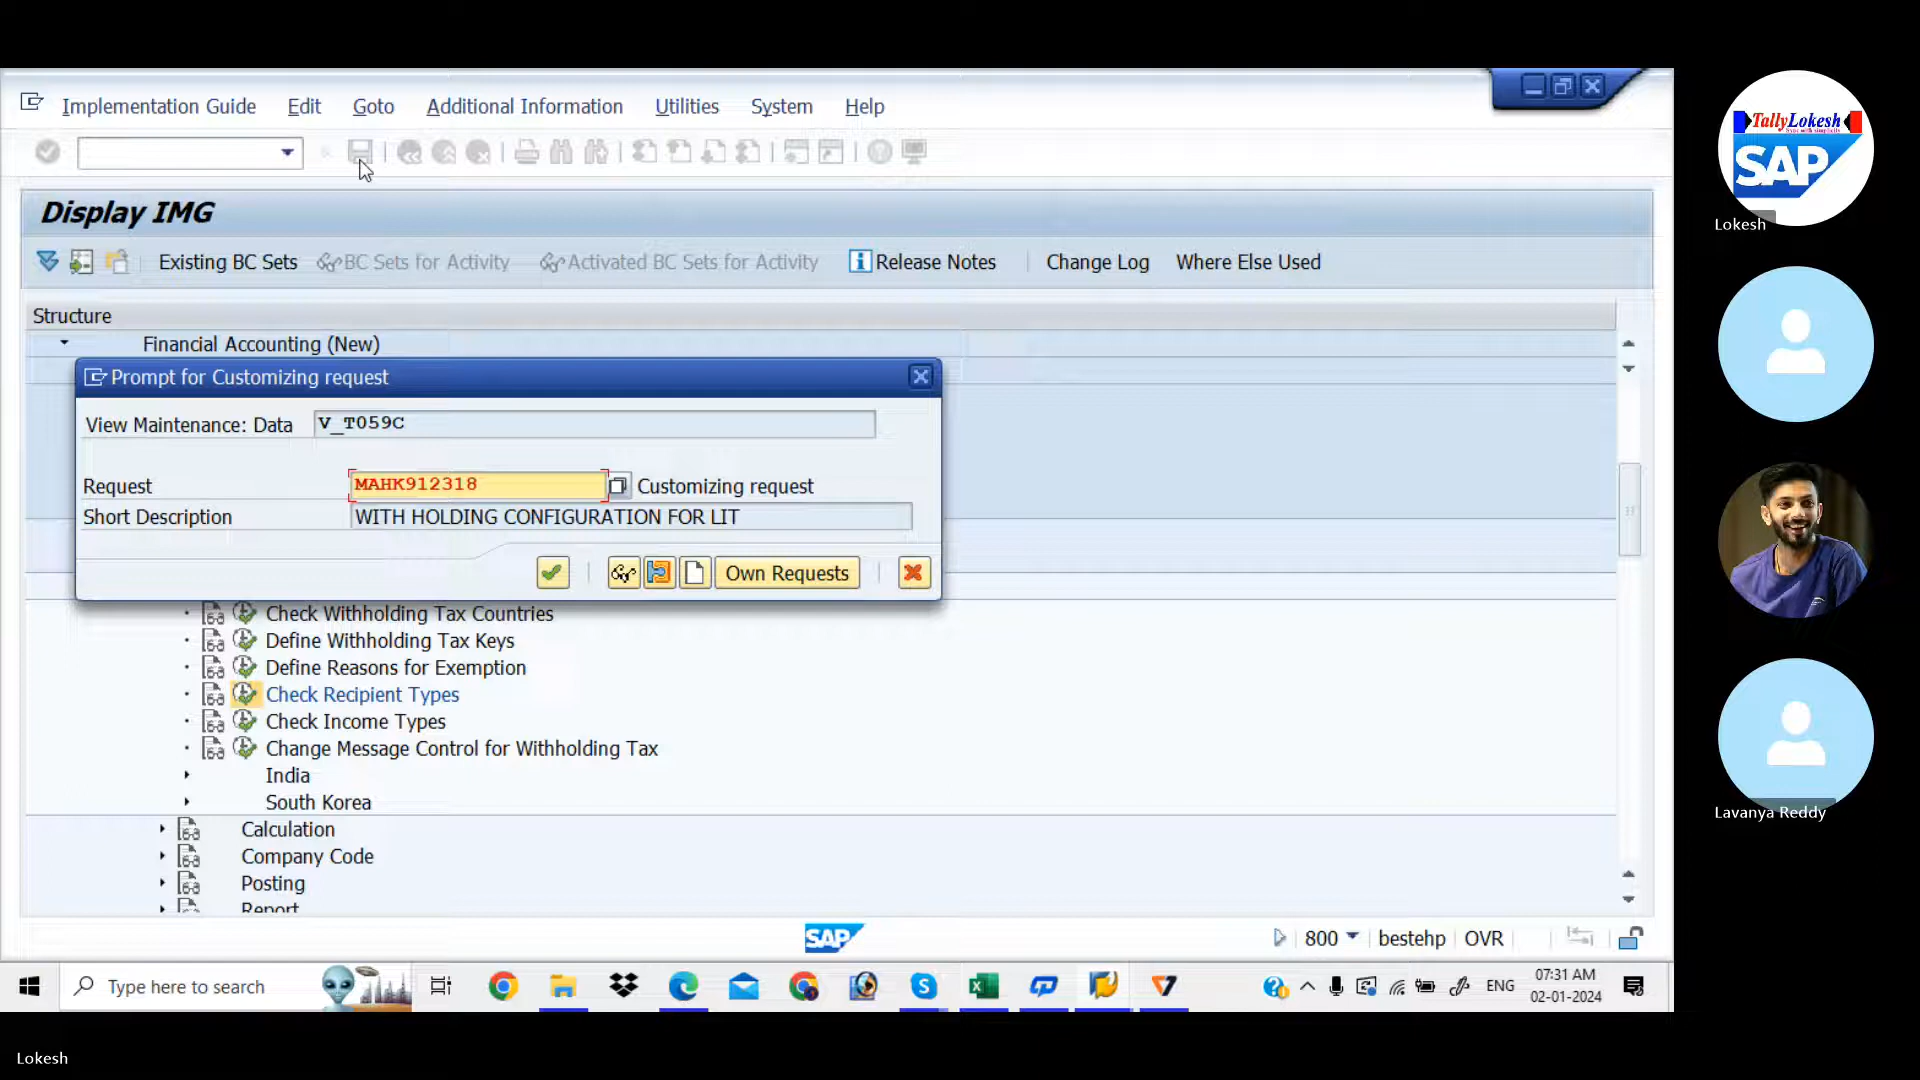 Implementation Guide Edit Goto Additional Information Utilities System Help
Display IMG
Existing BC Sets BC Sets for Activity Activated BC Sets for Activity Release Notes Change Log Where Else Used
Structure
Financial Accounting (New)
Prompt for Customizing request
View Maintenance: Data V_T059C
Request MAHK912318 Customizing request
Short Description WITH HOLDING CONFIGURATION FOR LIT
Own Requests
Check Withholding Tax Countries
Define Withholding Tax Keys
Define Reasons for Exemption
Check Recipient Types
Check Income Types
Change Message Control for Withholding Tax
India
South Korea
Calculation
Company Code
Posting
Report
SAP 800 bestehp OVR
Type here to search
ENG
07:31 AM
02-01-2024
Lokesh
TallyLokesh
SAP
Lokesh
Lavanya Reddy